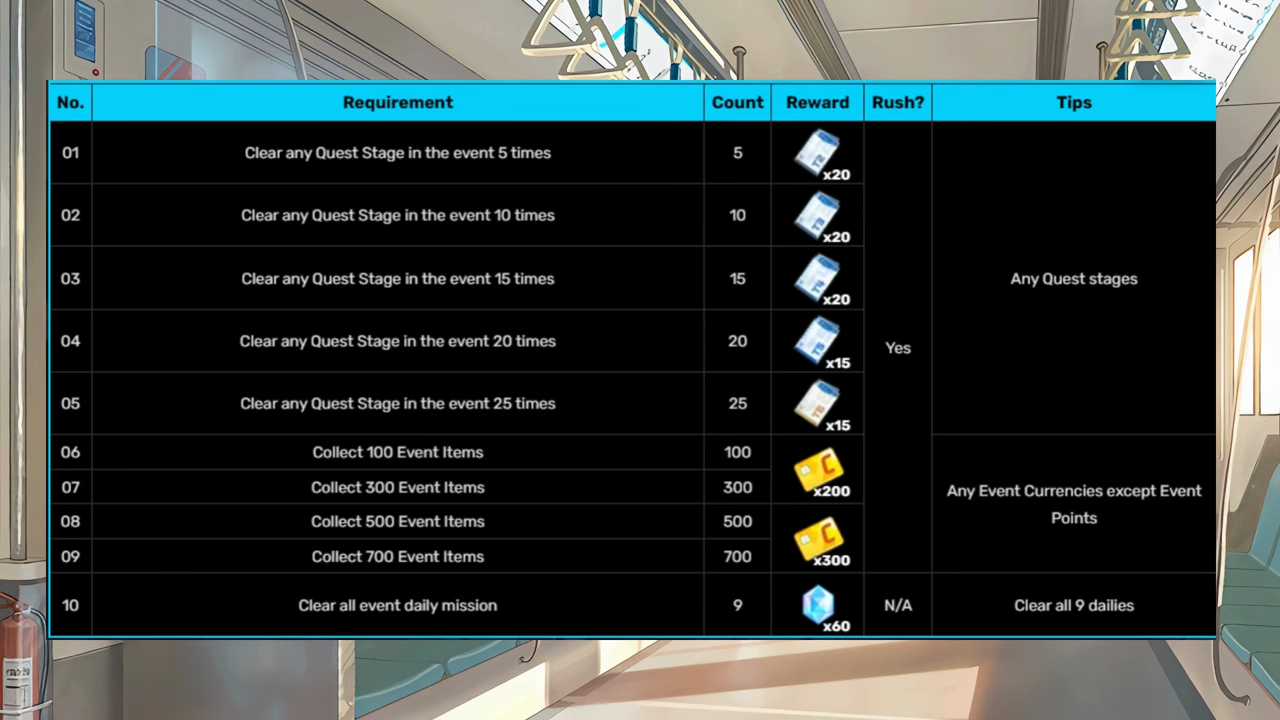 No. Requirement Count Reward Rush? Tips
01 Clear any Quest Stage in the event 5 times 5 x20
02 Clear any Quest Stage in the event 10 times 10 x20
03 Clear any Quest Stage in the event 15 times 15 x20 Any Quest stages
04 Clear any Quest Stage in the event 20 times 20 x15
Yes
05 Clear any Quest Stage in the event 25 times 25 x15
06 Collect 100 Event Items 100
07 Collect 300 Event Items 300 x200
Any Event Currencies except Event
Points
08 Collect 500 Event Items 500
09 Collect 700 Event Items 700 x300
10 Clear all event daily mission 9 x60 N/A Clear all 9 dailies